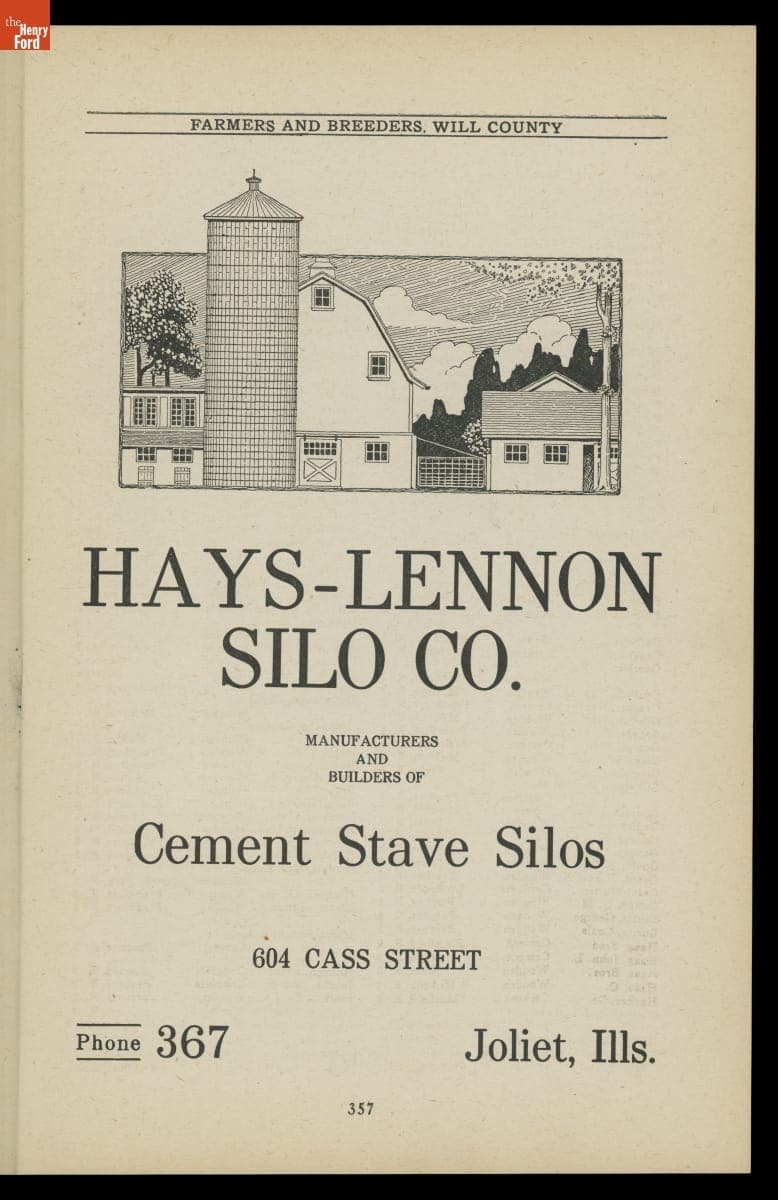 the
Henry
Ford
FARMERS AND BREEDERS, WILL COUNTY
HAYS-LENNON
SILO CO.
MANUFACTURERS
AND
BUILDERS OF
Cement Stave Silos
604 CASS STREET
Phone 367
Joliet, Ills.
357